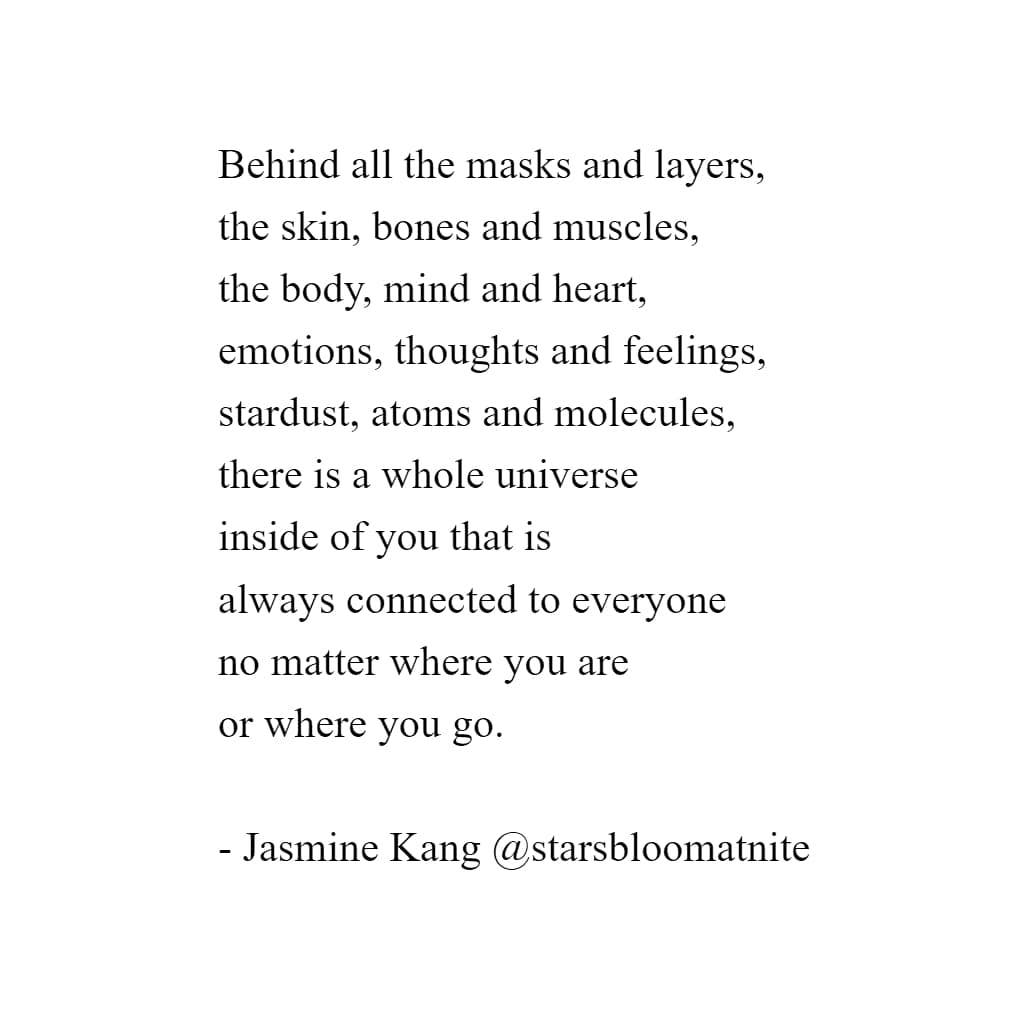 Behind all the masks and layers,
the skin, bones and muscles,
the body, mind and heart,
emotions, thoughts and feelings,
stardust, atoms and molecules,
there is a whole universe
inside of you that is
always connected to everyone
no matter where you are
or where you go.
- Jasmine Kang @starsbloomatnite